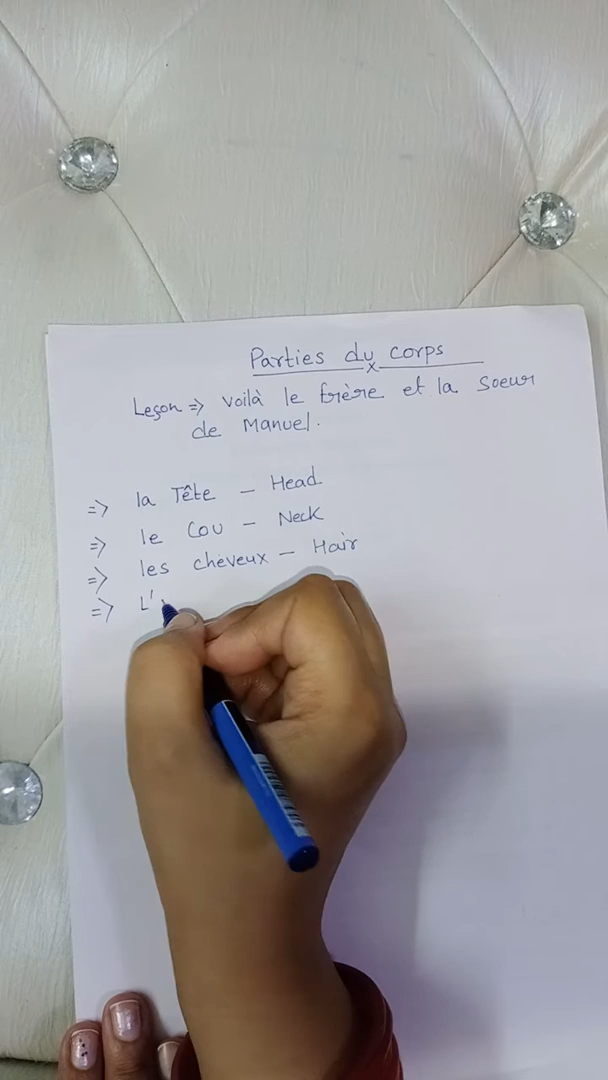 Parties du corps
x
Leçon => Voilà le frère et la Soeur
de Manuel.
=> la Tête - Head
=> le Cou - Neck
=> les cheveux - Hair
=> L'